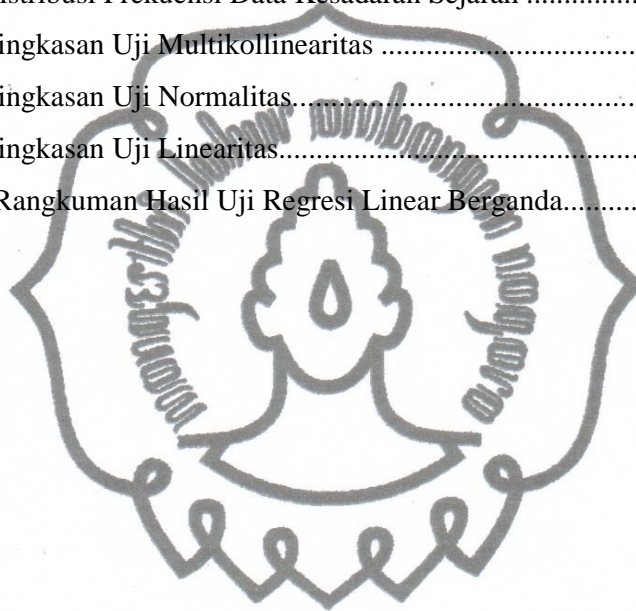 istribusi Frekuensi Data Kesadaran Sejarah ...............
ingkasan Uji Multikollinearitas .......................................
ingkasan Uji Normalitas.....................................................
ingkasan Uji Linearitas.......................................................
Rangkuman Hasil Uji Regresi Linear Berganda..........